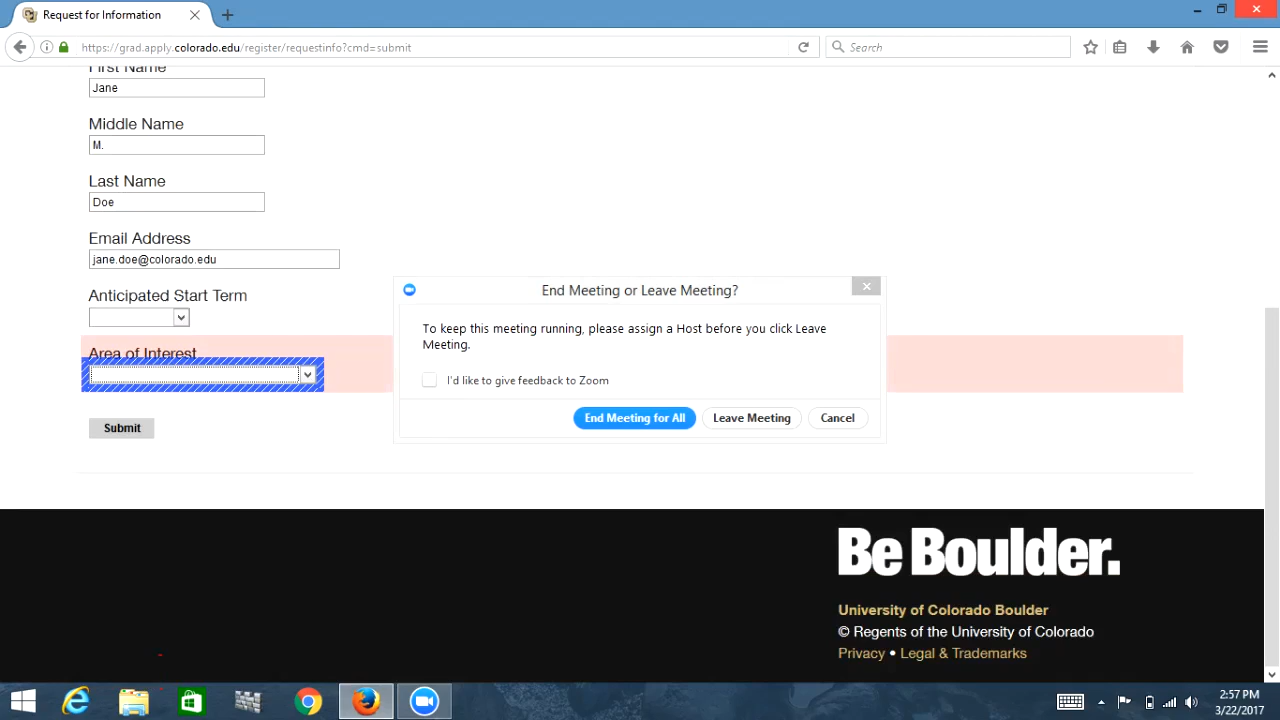 Request for Information
https://grad.apply.colorado.edu/register/requestinfo?cmd=submit
Search
First Name
Jane
Middle Name
M.
Last Name
Doe
Email Address
jane.doe@colorado.edu
Anticipated Start Term
Area of Interest
Submit
End Meeting or Leave Meeting?
To keep this meeting running, please assign a Host before you click Leave
Meeting.
I'd like to give feedback to Zoom
End Meeting for All
Leave Meeting
Cancel
Be Boulder.
University of Colorado Boulder
© Regents of the University of Colorado
Privacy • Legal & Trademarks
2:57 PM
3/22/2017